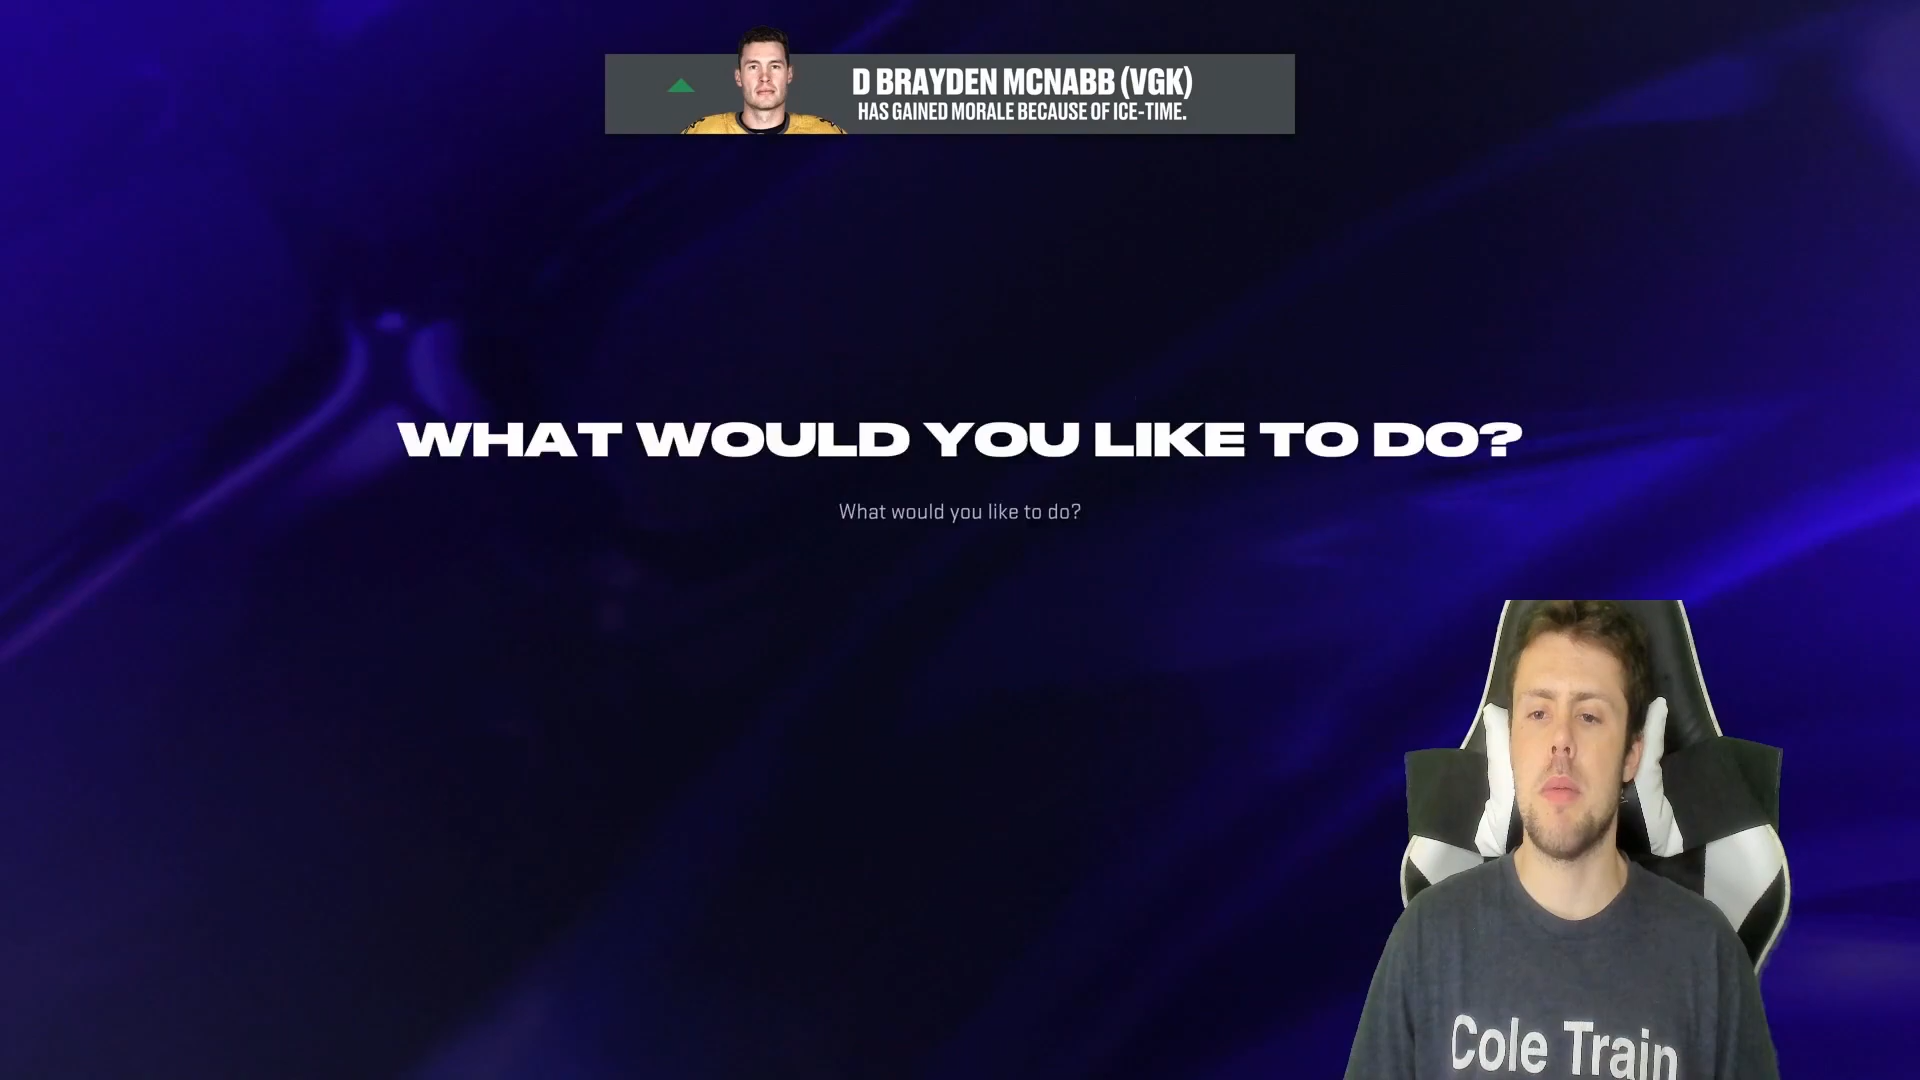 D BRAYDEN MCNABB (VGK)
HAS GAINED MORALE BECAUSE OF ICE-TIME.
WHAT WOULD YOU LIKE TO DO?
What would you like to do?
Cole Train